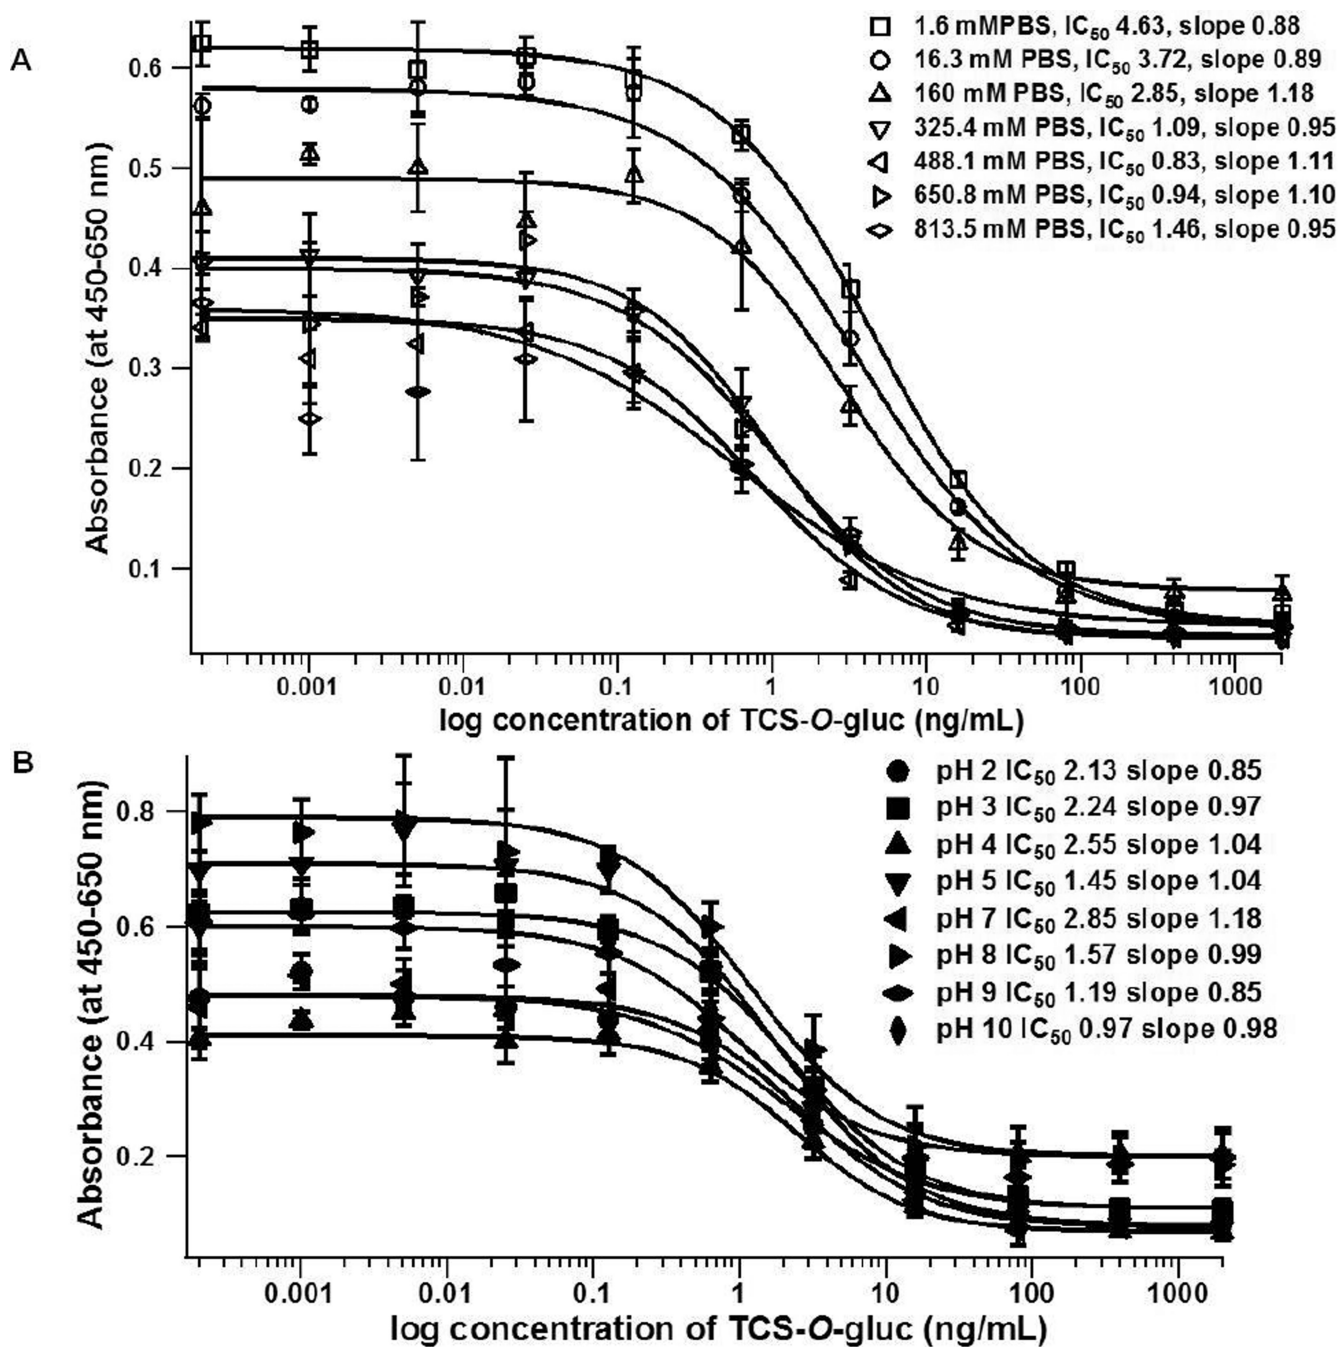 A
1.6 mMPBS, IC50 4.63, slope 0.88
16.3 mM PBS, IC50 3.72, slope 0.89
160 mM PBS, IC50 2.85, slope 1.18
325.4 mM PBS, IC50 1.09, slope 0.95
488.1 mM PBS, IC50 0.83, slope 1.11
650.8 mM PBS, IC50 0.94, slope 1.10
813.5 mM PBS, IC50 1.46, slope 0.95
Absorbance (at 450-650 nm)
0.6
0.5
0.4
0.3
0.2
0.1
0.001 0.01 0.1 1 10 100 1000
log concentration of TCS-O-gluc (ng/mL)
B
pH 2 IC50 2.13 slope 0.85
pH 3 IC50 2.24 slope 0.97
pH 4 IC50 2.55 slope 1.04
pH 5 IC50 1.45 slope 1.04
pH 7 IC50 2.85 slope 1.18
pH 8 IC50 1.57 slope 0.99
pH 9 IC50 1.19 slope 0.85
pH 10 IC50 0.97 slope 0.98
Absorbance (at 450-650 nm)
0.8
0.6
0.4
0.2
0.001 0.01 0.1 1 10 100 1000
log concentration of TCS-O-gluc (ng/mL)